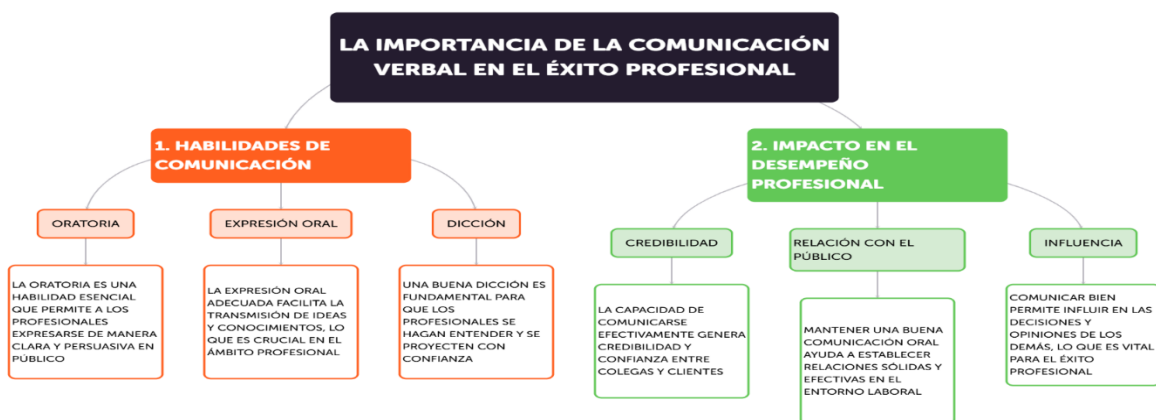 LA IMPORTANCIA DE LA COMUNICACIÓN
VERBAL EN EL ÉXITO PROFESIONAL
1. HABILIDADES DE
COMUNICACIÓN
ORATORIA
LA ORATORIA ES UNA
HABILIDAD ESENCIAL
QUE PERMITE A LOS
PROFESIONALES
EXPRESARSE DE MANERA
CLARA Y PERSUASIVA EN
PÚBLICO
EXPRESIÓN ORAL
LA EXPRESIÓN ORAL
ADECUADA FACILITA LA
TRANSMISIÓN DE IDEAS
Y CONOCIMIENTOS, LO
QUE ES CRUCIAL EN EL
ÁMBITO PROFESIONAL
DICCIÓN
UNA BUENA DICCIÓN ES
FUNDAMENTAL PARA
QUE LOS
PROFESIONALES SE
HAGAN ENTENDER Y SE
PROYECTEN CON
CONFIANZA
2. IMPACTO EN EL
DESEMPEÑO
PROFESIONAL
CREDIBILIDAD
LA CAPACIDAD DE
COMUNICARSE
EFECTIVAMENTE GENERA
CREDIBILIDAD Y
CONFIANZA ENTRE
COLEGAS Y CLIENTES
RELACIÓN CON EL
PÚBLICO
MANTENER UNA BUENA
COMUNICACIÓN ORAL
AYUDA A ESTABLECER
RELACIONES SÓLIDAS Y
EFECTIVAS EN EL
ENTORNO LABORAL
INFLUENCIA
COMUNICAR BIEN
PERMITE INFLUIR EN LAS
DECISIONES Y
OPINIONES DE LOS
DEMÁS, LO QUE ES VITAL
PARA EL ÉXITO
PROFESIONAL